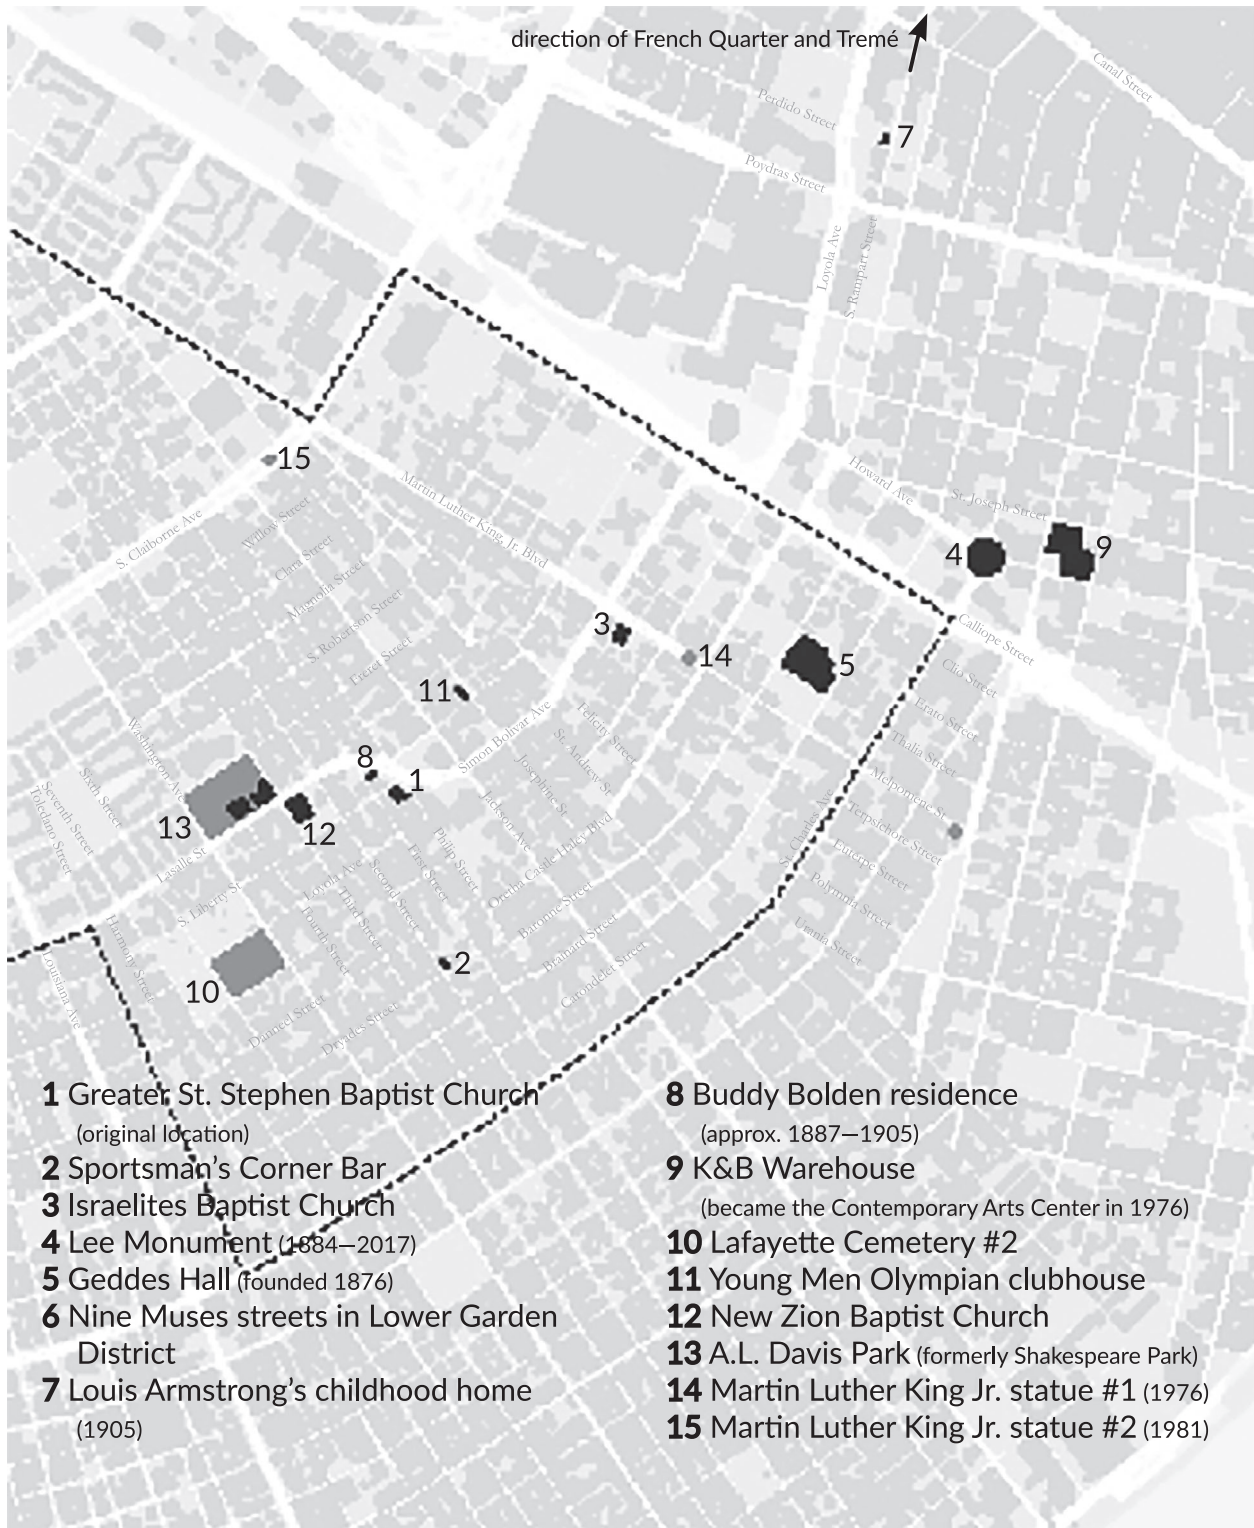 direction of French Quarter and Tremé
Canal Street
Perdido Street
7
Poydras Street
Loyola Ave
S. Rampart Street
15
Howard Ave
Martin Luther King, Jr. Blvd
St. Joseph Street
Willow Street
S. Claiborne Ave
Clara Street
4
9
Magnolia Street
S. Robertson Street
3
Calliope Street
Freret Street
14
5
Clio Street
11
Erato Street
Simon Bolivar Ave
Felicity Street
Thalia Street
Washington Ave
St. Andrew St
8
Josephine St
Melpomene St
1
Sixth Street
Seventh Street
Toledano Street
Jackson Ave
St. Charles Ave
Terpsichore Street
13
12
Philip Street
First Street
Oretha Castle Haley Blvd
Euterpe Street
Lasalle St
Loyola Ave
Second Street
Third Street
Polymnia Street
S. Liberty St
Baronne Street
Fourth Street
Urania Street
Harmony Street
Brainard Street
2
Carondelet Street
Louisiana Ave
10
Danneel Street
Dryades Street
1 Greater St. Stephen Baptist Church
(original location)
2 Sportsman's Corner Bar
3 Israelites Baptist Church
4 Lee Monument (1884—2017)
5 Geddes Hall (founded 1876)
6 Nine Muses streets in Lower Garden
District
7 Louis Armstrong's childhood home
(1905)
8 Buddy Bolden residence
(approx. 1887—1905)
9 K&B Warehouse
(became the Contemporary Arts Center in 1976)
10 Lafayette Cemetery #2
11 Young Men Olympian clubhouse
12 New Zion Baptist Church
13 A.L. Davis Park (formerly Shakespeare Park)
14 Martin Luther King Jr. statue #1 (1976)
15 Martin Luther King Jr. statue #2 (1981)